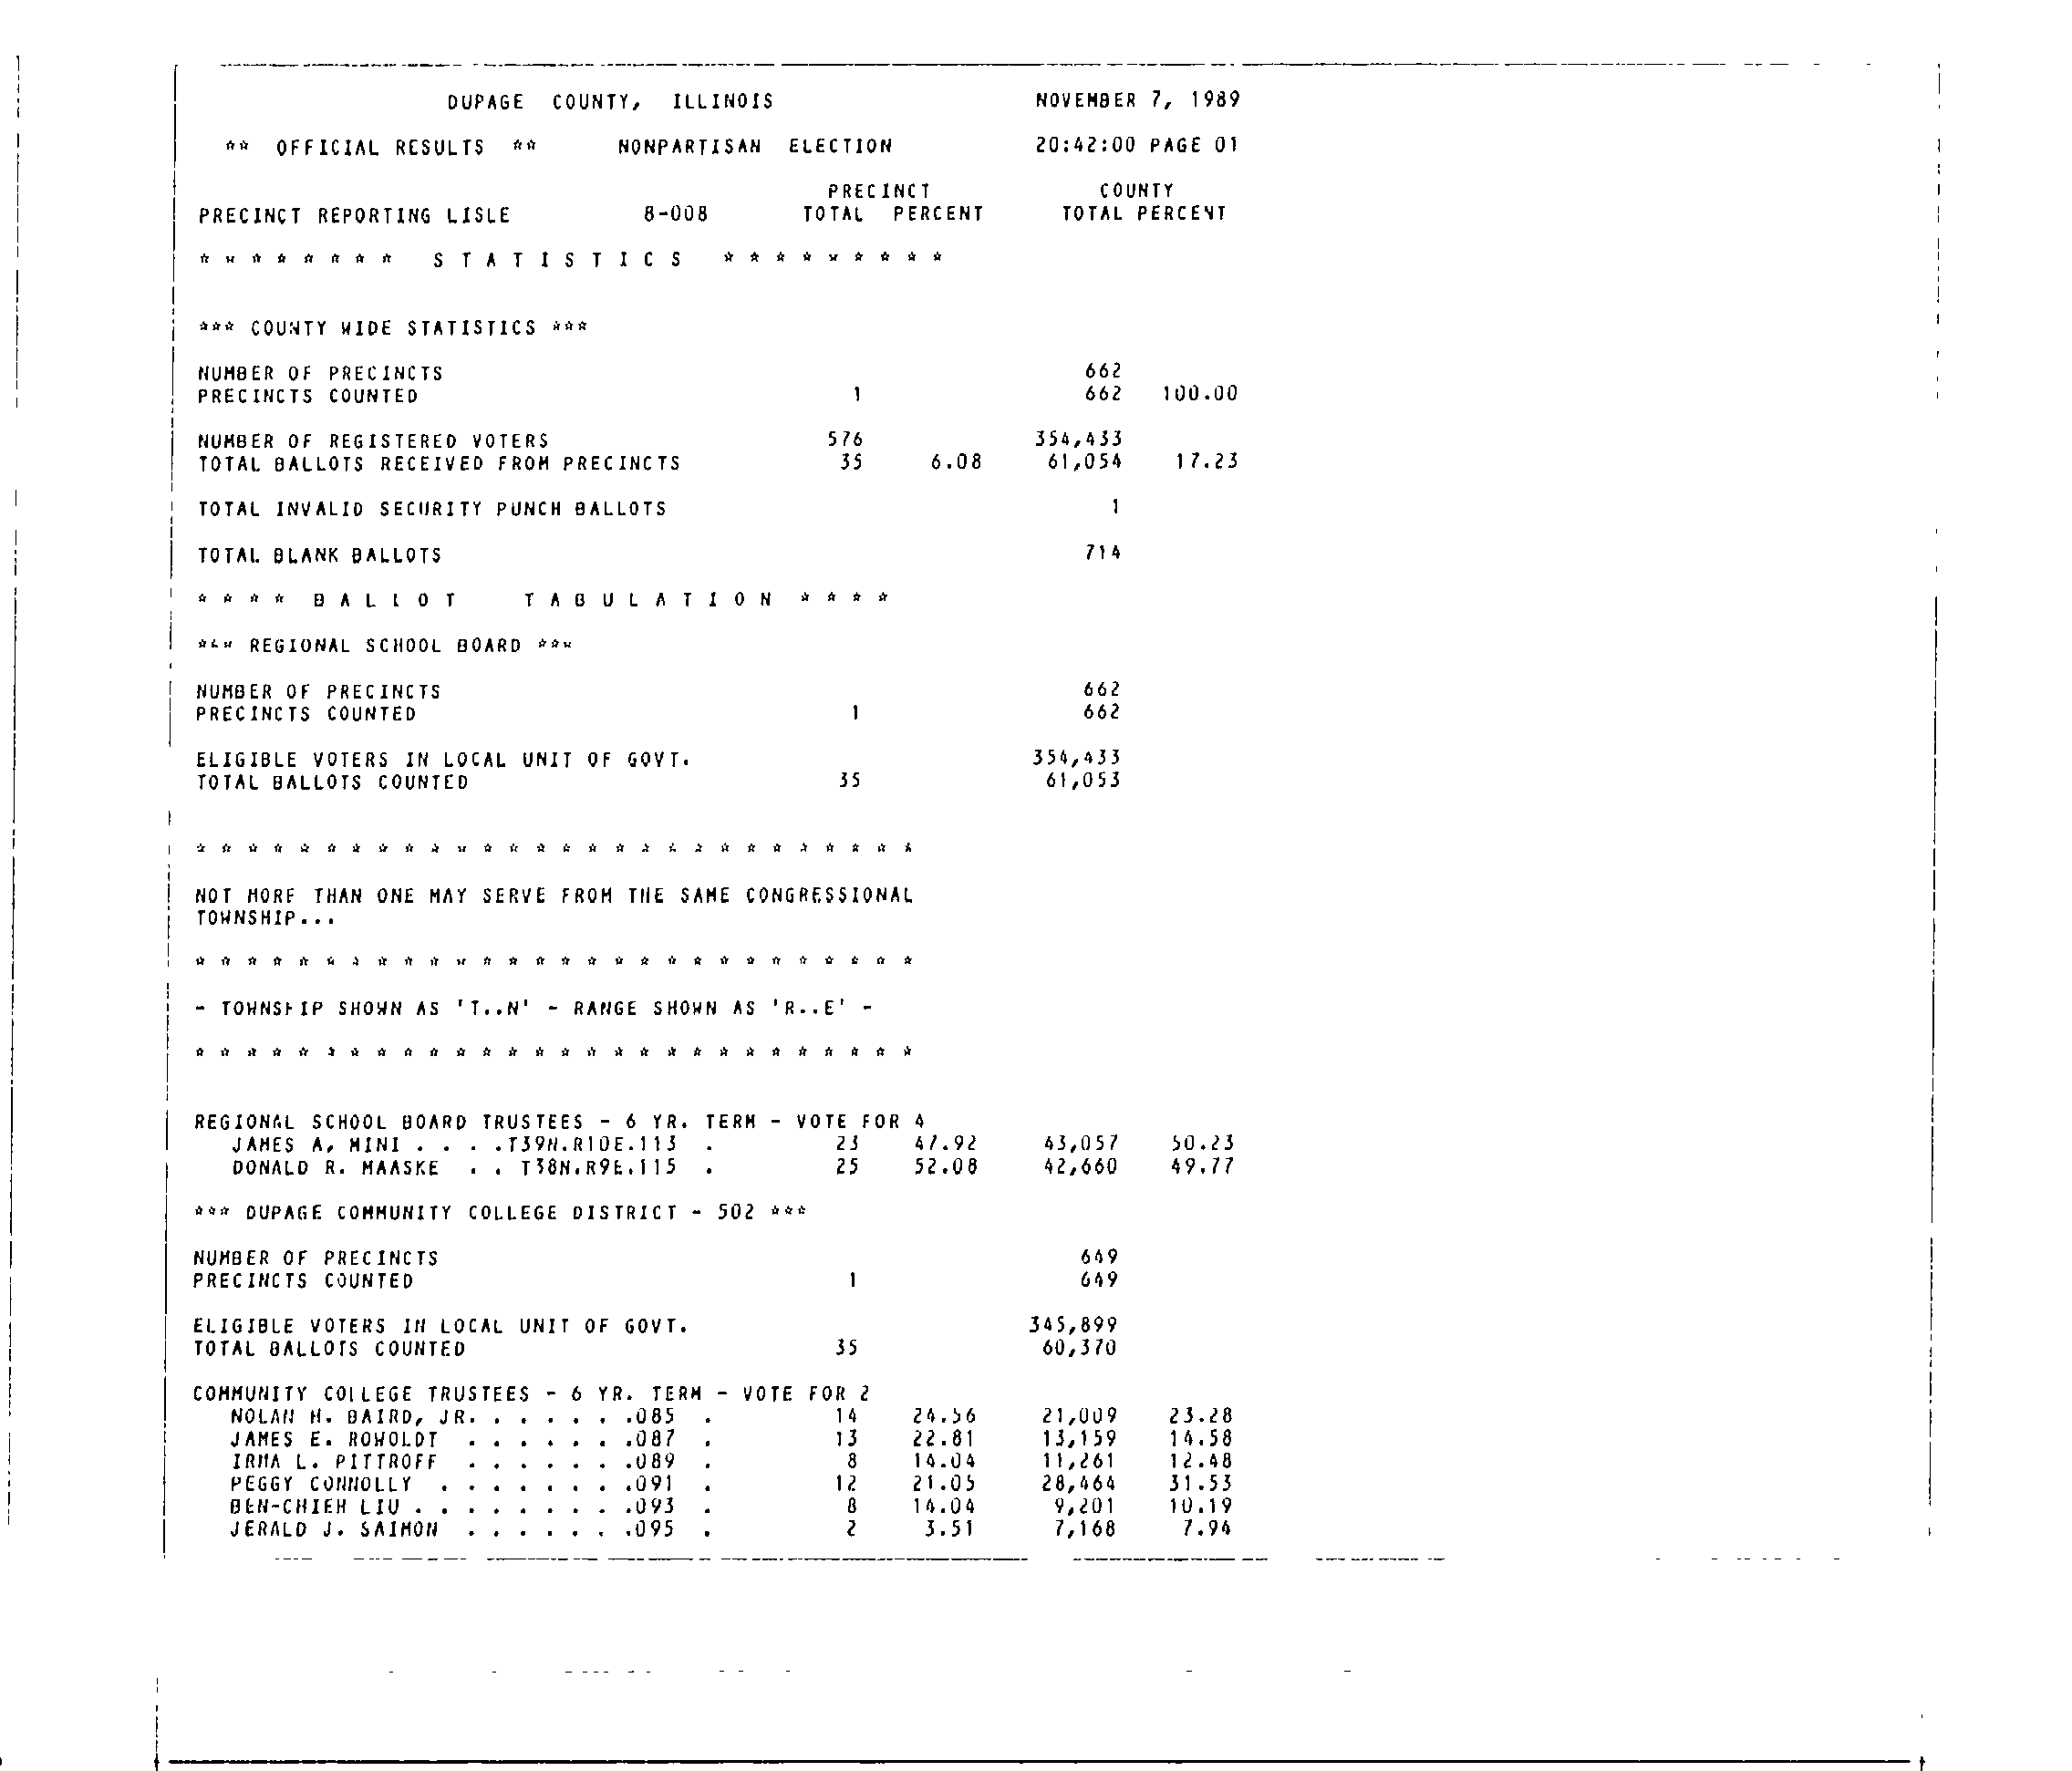 DUPAGE COUNTY, ILLINOIS NOVEMBER 7, 1989
** OFFICIAL RESULTS ** NONPARTISAN ELECTION 20:42:00 PAGE 01
PRECINCT COUNTY
PRECINCT REPORTING LISLE 8-008 TOTAL PERCENT TOTAL PERCENT
* * * * * * * * S T A T I S T I C S * * * * * * * * *
*** COUNTY WIDE STATISTICS ***
NUMBER OF PRECINCTS 662
PRECINCTS COUNTED 1 662 100.00
NUMBER OF REGISTERED VOTERS 576 354,433
TOTAL BALLOTS RECEIVED FROM PRECINCTS 35 6.08 61,054 17.23
TOTAL INVALID SECURITY PUNCH BALLOTS 1
TOTAL BLANK BALLOTS 714
* * * * B A L L O T T A B U L A T I O N * * * *
*** REGIONAL SCHOOL BOARD ***
NUMBER OF PRECINCTS 662
PRECINCTS COUNTED 1 662
ELIGIBLE VOTERS IN LOCAL UNIT OF GOVT. 354,433
TOTAL BALLOTS COUNTED 35 61,053
* * * * * * * * * * * * * * * * * * * * * * * * * * * *
NOT MORE THAN ONE MAY SERVE FROM THE SAME CONGRESSIONAL
TOWNSHIP...
* * * * * * * * * * * * * * * * * * * * * * * * * * * *
- TOWNSHIP SHOWN AS 'T..N' - RANGE SHOWN AS 'R..E' -
* * * * * * * * * * * * * * * * * * * * * * * * * * * *
REGIONAL SCHOOL BOARD TRUSTEES - 6 YR. TERM - VOTE FOR 4
JAMES A. MINI . . . .T39N.R10E.113 . 23 47.92 43,057 50.23
DONALD R. MAASKE . . T38N.R9E.115 . 25 52.08 42,660 49.77
*** DUPAGE COMMUNITY COLLEGE DISTRICT - 502 ***
NUMBER OF PRECINCTS 649
PRECINCTS COUNTED 1 649
ELIGIBLE VOTERS IN LOCAL UNIT OF GOVT. 345,899
TOTAL BALLOTS COUNTED 35 60,370
COMMUNITY COLLEGE TRUSTEES - 6 YR. TERM - VOTE FOR 2
NOLAN H. BAIRD, JR. . . . . . .085 . 14 24.56 21,009 23.28
JAMES E. ROWOLDT . . . . . . .087 . 13 22.81 13,159 14.58
IRMA L. PITTROFF . . . . . . .089 . 8 14.04 11,261 12.48
PEGGY CONNOLLY . . . . . . . .091 . 12 21.05 28,464 31.53
BEN-CHIEH LIU . . . . . . . . .093 . 8 14.04 9,201 10.19
JERALD J. SAIMON . . . . . . .095 . 2 3.51 7,168 7.94